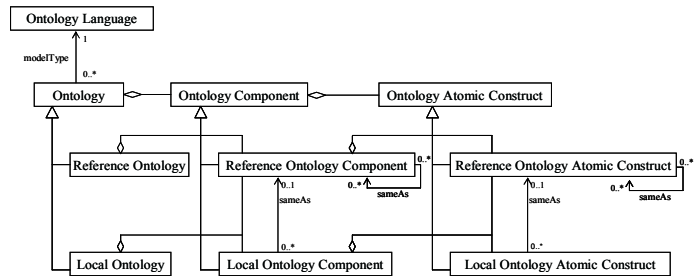 Ontology Language
1
modelType
0..*
Ontology
Ontology Component
Ontology Atomic Construct
Reference Ontology
Reference Ontology Component
0..*
Reference Ontology Atomic Construct
0..*
0..1
0..*
sameAs
sameAs
0..1
0..*
sameAs
sameAs
0..*
0..*
Local Ontology
Local Ontology Component
Local Ontology Atomic Construct